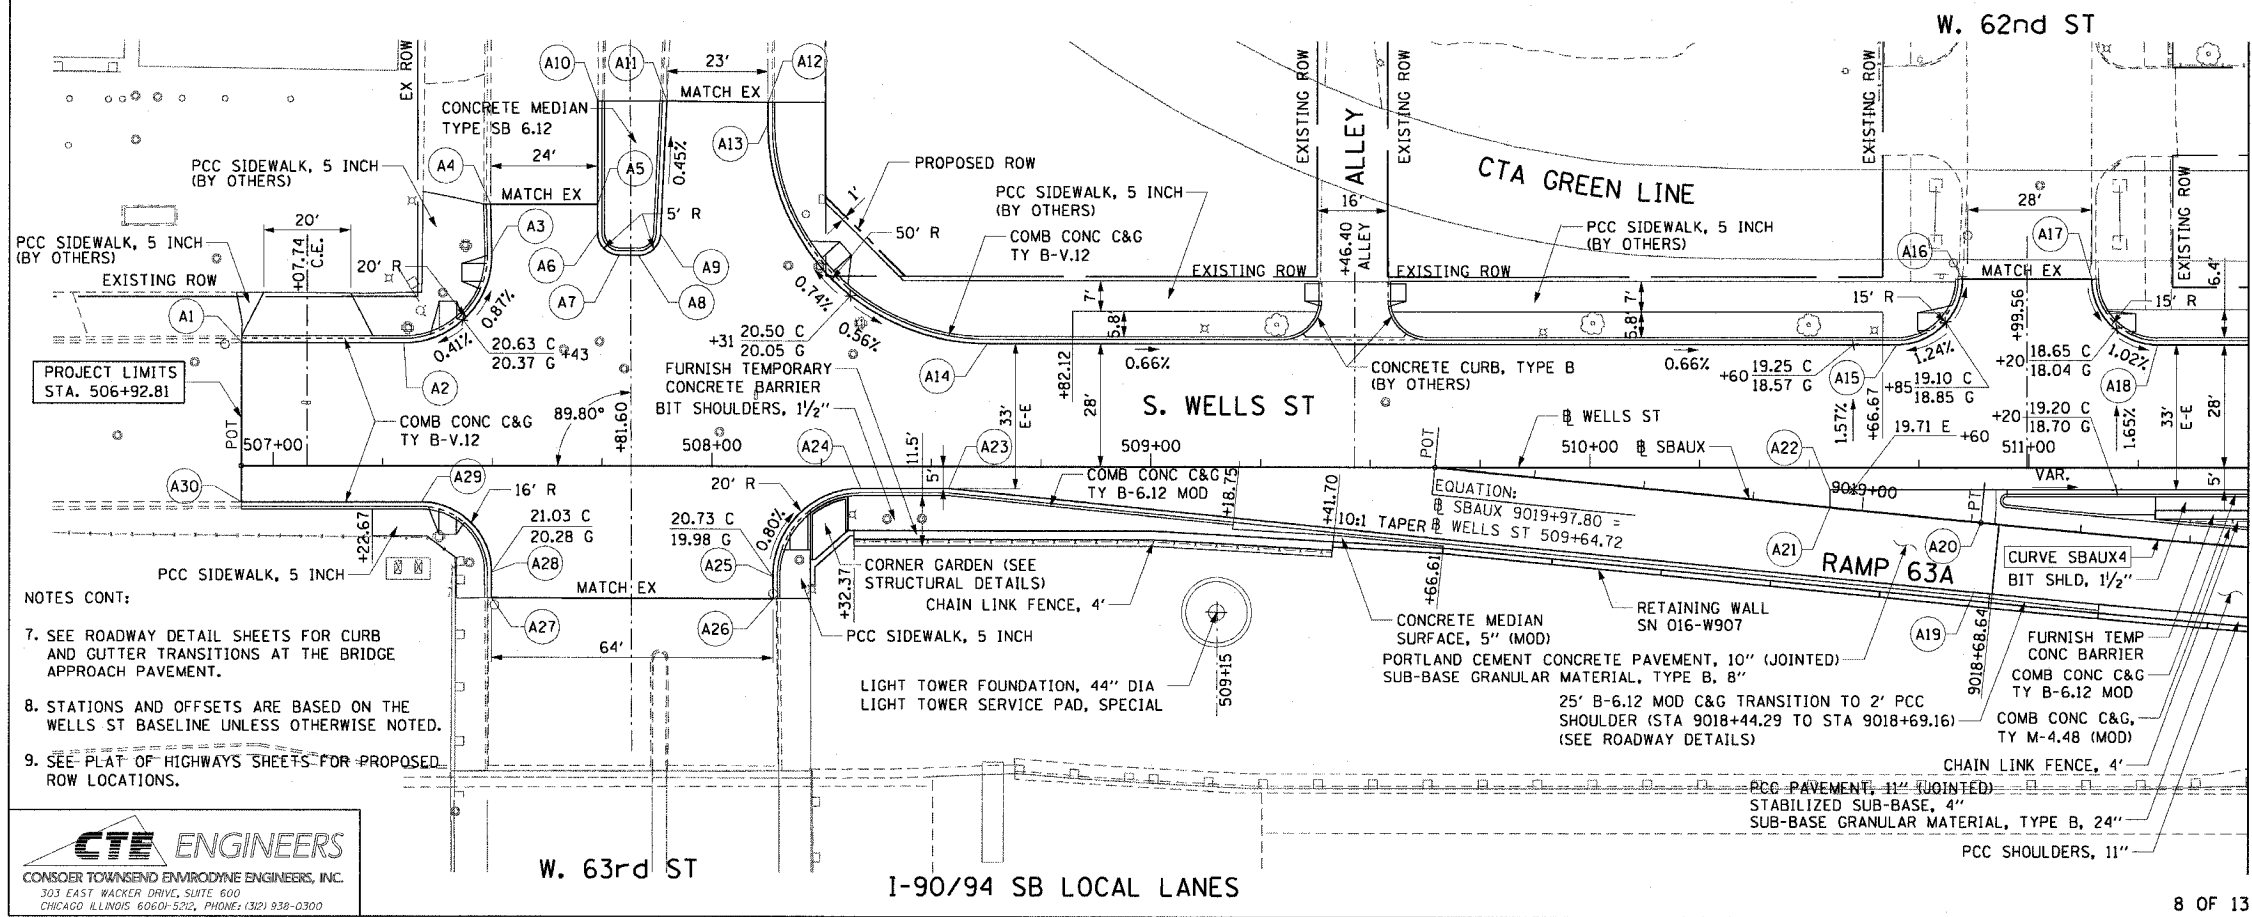 W. 62nd ST
EX ROW
A10
A11
23'
A12
MATCH EX
CONCRETE MEDIAN
TYPE SB 6.12
A13
0.45%
A4
24'
A5
MATCH EX
PCC SIDEWALK, 5 INCH
(BY OTHERS)
PROPOSED ROW
1'
PCC SIDEWALK, 5 INCH
(BY OTHERS)
EXISTING ROW
ALLEY
EXISTING ROW
16'
CTA GREEN LINE
EXISTING ROW
28'
EXISTING ROW
20'
+07.74
C.E.
A3
5' R
50' R
COMB CONC C&G
TY B-V.12
+46.40
ALLEY
PCC SIDEWALK, 5 INCH
(BY OTHERS)
A16
A17
PCC SIDEWALK, 5 INCH
(BY OTHERS)
EXISTING ROW
20' R
A6
A9
A7
A8
EXISTING ROW
EXISTING ROW
MATCH EX
6.4'
A1
0.41%
0.87%
20.63 C
20.37 G
+43
0.74%
0.56%
+31
20.50 C
20.05 G
7'
5.8'
7'
5.8'
15' R
+99.56
15' R
PROJECT LIMITS
STA. 506+92.81
A2
FURNISH TEMPORARY
CONCRETE BARRIER
BIT SHOULDERS, 1½"
A14
+82.12
0.66%
CONCRETE CURB, TYPE B
(BY OTHERS)
0.66%
+60
19.25 C
18.57 G
1.24%
A15
+85
19.10 C
18.85 G
+20
18.65 C
18.04 G
1.02%
A18
COMB CONC C&G
TY B-V.12
89.80°
+81.60
33'
E-E
28'
S. WELLS ST
℄ WELLS ST
1.57%
+66.67
+20
19.20 C
18.70 G
1.65%
33'
E-E
28'
POT
507+00
508+00
A24
11.5'
5'
A23
509+00
POT
510+00
℄ SBAUX
A22
19.71 E
+60
511+00
VAR.
5'
A30
A29
16' R
20' R
COMB CONC C&G
TY B-6.12 MOD
+18.75
+41.70
EQUATION:
℄ SBAUX 9019+97.80 =
℄ WELLS ST 509+64.72
10:1 TAPER
9019+00
PT
+22.67
21.03 C
20.28 G
20.73 C
19.98 G
0.80%
A28
A25
A21
A20
RAMP 63A
CURVE SBAUX4
BIT SHLD, 1½"
PCC SIDEWALK, 5 INCH
MATCH EX
CORNER GARDEN (SEE
STRUCTURAL DETAILS)
CHAIN LINK FENCE, 4'
+32.37
+66.61
A27
A26
PCC SIDEWALK, 5 INCH
64'
CONCRETE MEDIAN
SURFACE, 5" (MOD)
RETAINING WALL
SN 016-W907
A19
9018+68.64
FURNISH TEMP
CONC BARRIER
PORTLAND CEMENT CONCRETE PAVEMENT, 10" (JOINTED)
SUB-BASE GRANULAR MATERIAL, TYPE B, 8"
COMB CONC C&G
TY B-6.12 MOD
LIGHT TOWER FOUNDATION, 44" DIA
LIGHT TOWER SERVICE PAD, SPECIAL
509+15
25' B-6.12 MOD C&G TRANSITION TO 2' PCC
SHOULDER (STA 9018+44.29 TO STA 9018+69.16)
(SEE ROADWAY DETAILS)
COMB CONC C&G,
TY M-4.48 (MOD)
CHAIN LINK FENCE, 4'
PCC PAVEMENT, 11" (JOINTED)
STABILIZED SUB-BASE, 4"
SUB-BASE GRANULAR MATERIAL, TYPE B, 24"
PCC SHOULDERS, 11"
NOTES CONT:
7. SEE ROADWAY DETAIL SHEETS FOR CURB
AND GUTTER TRANSITIONS AT THE BRIDGE
APPROACH PAVEMENT.
8. STATIONS AND OFFSETS ARE BASED ON THE
WELLS ST BASELINE UNLESS OTHERWISE NOTED.
9. SEE PLAT OF HIGHWAYS SHEETS FOR PROPOSED
ROW LOCATIONS.
CTE ENGINEERS
CONSOER TOWNSEND ENVIRODYNE ENGINEERS, INC.
303 EAST WACKER DRIVE, SUITE 600
CHICAGO ILLINOIS 60601-5212, PHONE: (312) 938-0300
W. 63rd ST
I-90/94 SB LOCAL LANES
8 OF 13